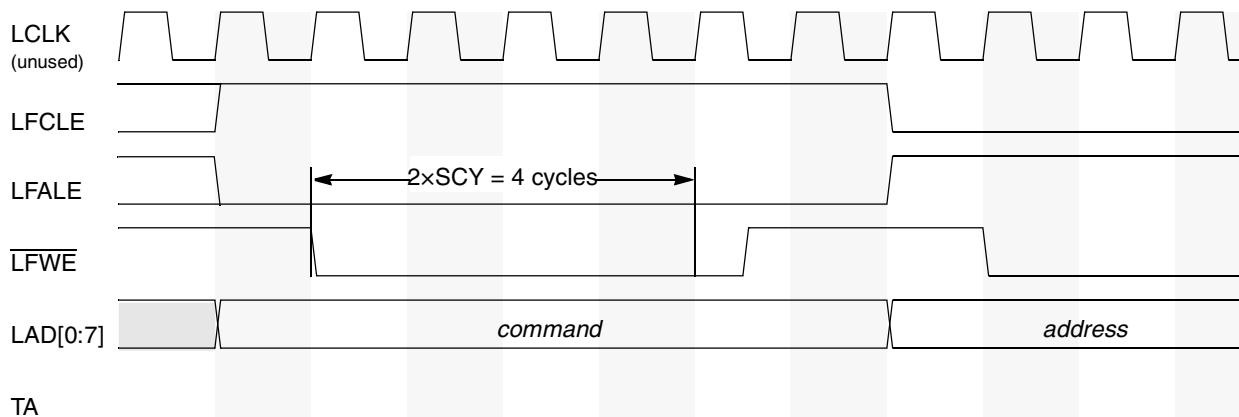 LCLK
(unused)
LFCLE
LFALE
2×SCY = 4 cycles
LFWE
LAD[0:7]
command
address
TA